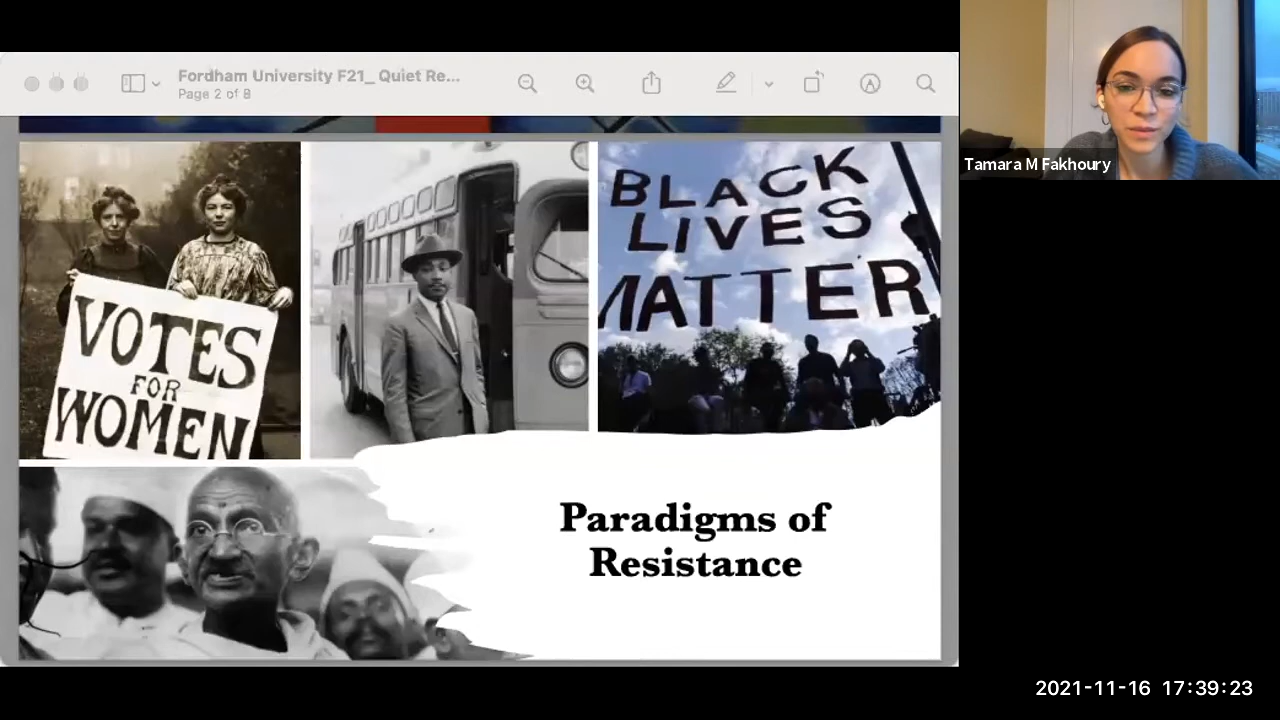 Fordham University F21_ Quiet Re...
Page 2 of 8
Tamara M Fakhoury
VOTES
FOR
WOMEN
BLACK
LIVES
MATTER
Paradigms of
Resistance
2021-11-16 17:39:23